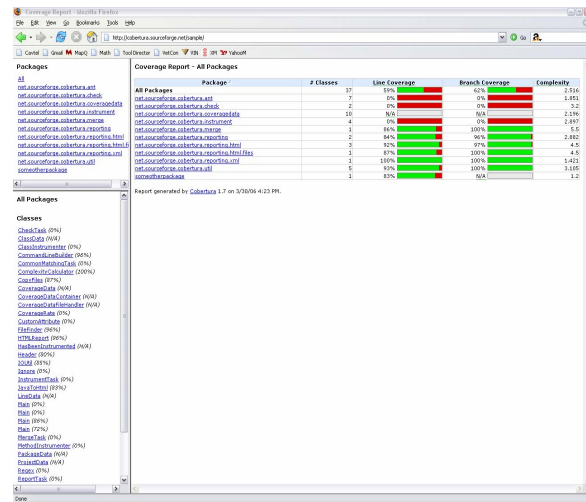 Coverage Report - Mozilla Firefox
File Edit View Go Bookmarks Tools Help
http://cobertura.sourceforge.net/sample/
Go
Cavtel Gmail MapQ Math Tool Director VetCon VIN XM YahooM
Packages
All
net.sourceforge.cobertura.ant
net.sourceforge.cobertura.check
net.sourceforge.cobertura.coveragedata
net.sourceforge.cobertura.instrument
net.sourceforge.cobertura.merge
net.sourceforge.cobertura.reporting
net.sourceforge.cobertura.reporting.html
net.sourceforge.cobertura.reporting.html.fi
net.sourceforge.cobertura.reporting.xml
net.sourceforge.cobertura.util
someotherpackage
All Packages
Classes
CheckTask (0%)
ClassData (N/A)
ClassInstrumenter (0%)
CommandLineBuilder (96%)
CommonMatchingTask (0%)
ComplexityCalculator (100%)
CopyFiles (87%)
CoverageData (N/A)
CoverageDataContainer (N/A)
CoverageDataFileHandler (N/A)
CoverageRate (0%)
CustomAttribute (0%)
FileFinder (96%)
HTMLReport (96%)
HasBeenInstrumented (N/A)
Header (80%)
IOUtil (85%)
Ignore (0%)
InstrumentTask (0%)
JavaToHtml (83%)
LineData (N/A)
Main (0%)
Main (0%)
Main (86%)
Main (72%)
MergeTask (0%)
MethodInstrumenter (0%)
PackageData (N/A)
ProjectData (N/A)
Regex (0%)
ReportTask (0%)
Coverage Report - All Packages
Package # Classes Line Coverage Branch Coverage Complexity
All Packages 37 59% 62% 2.516
net.sourceforge.cobertura.ant 7 0% 0% 1.851
net.sourceforge.cobertura.check 2 0% 0% 3.2
net.sourceforge.cobertura.coveragedata 10 N/A N/A 2.196
net.sourceforge.cobertura.instrument 4 0% 0% 2.897
net.sourceforge.cobertura.merge 1 86% 100% 5.5
net.sourceforge.cobertura.reporting 2 84% 96% 2.882
net.sourceforge.cobertura.reporting.html 3 92% 97% 4.5
net.sourceforge.cobertura.reporting.html.files 1 87% 100% 4.5
net.sourceforge.cobertura.reporting.xml 1 100% 100% 1.421
net.sourceforge.cobertura.util 5 93% 100% 3.105
someotherpackage 1 83% N/A 1.2
Report generated by Cobertura 1.7 on 3/30/06 4:23 PM.
Done